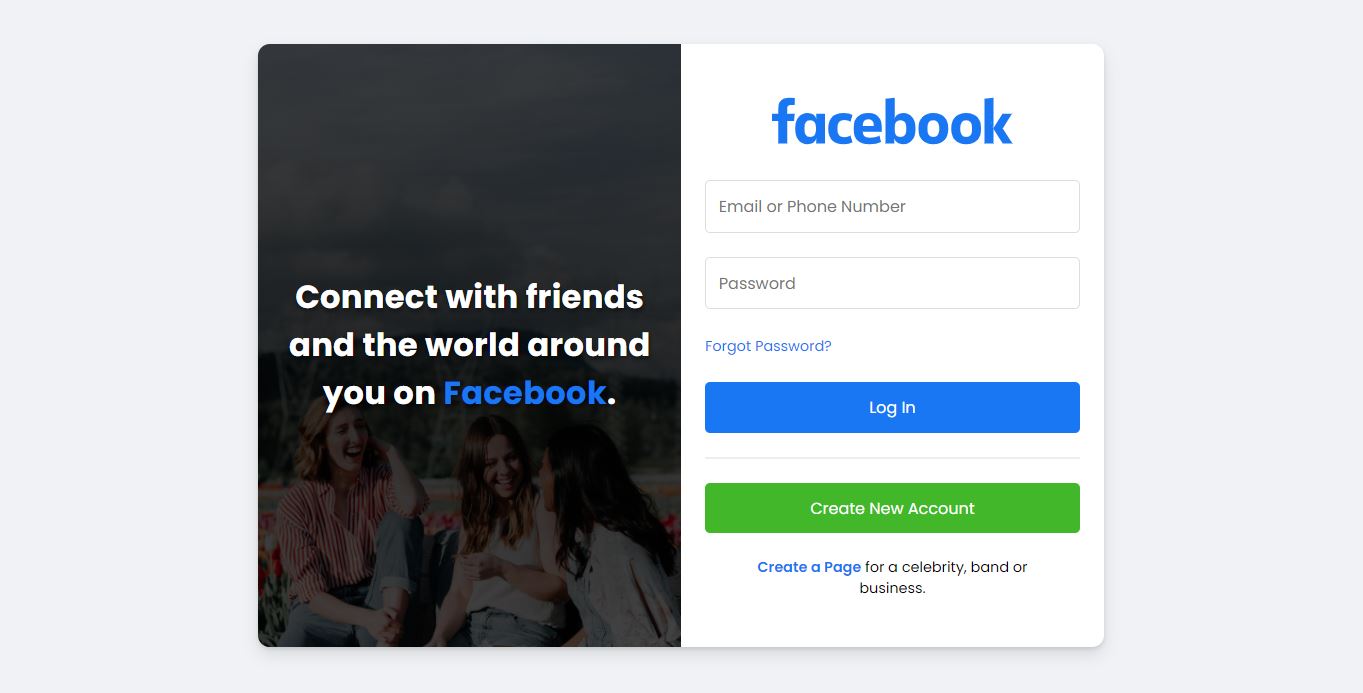 Connect with friends
and the world around
you on Facebook.
facebook
Email or Phone Number
Password
Forgot Password?
Log In
Create New Account
Create a Page for a celebrity, band or
business.